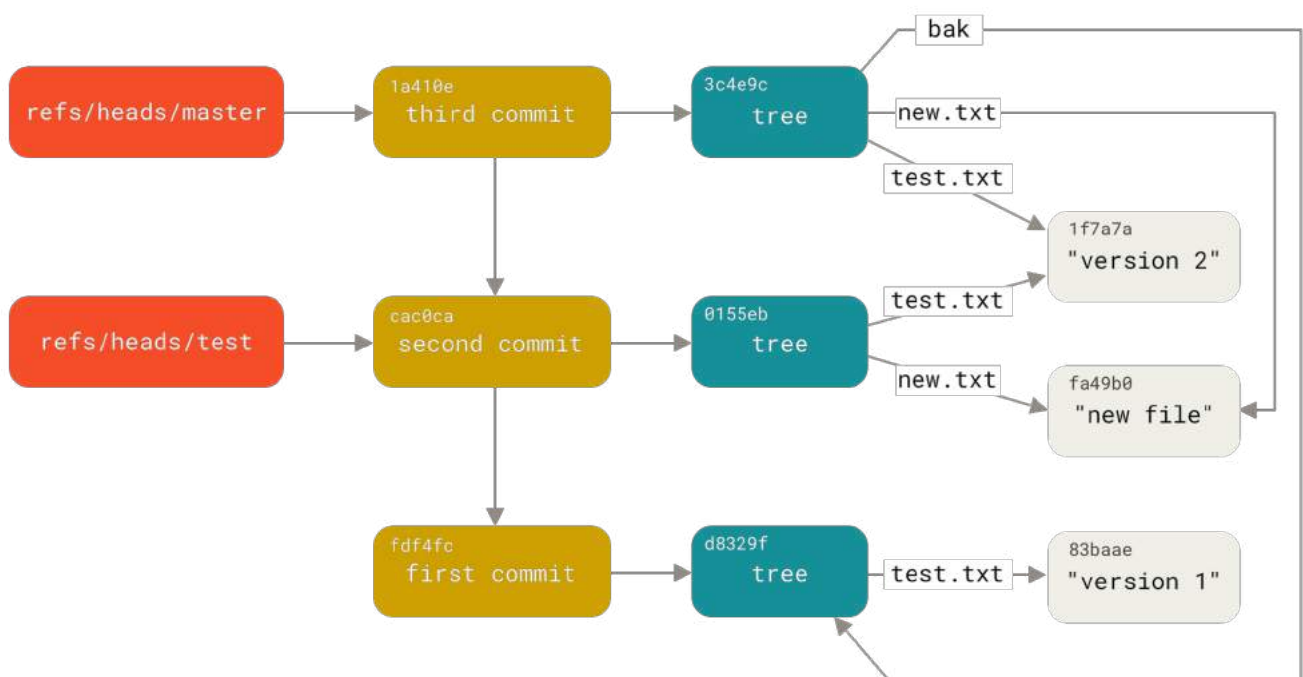 bak
refs/heads/master
1a410e
third commit
3c4e9c
tree
new.txt
test.txt
1f7a7a
"version 2"
refs/heads/test
cac0ca
second commit
0155eb
tree
test.txt
new.txt
fa49b0
"new file"
fdf4fc
first commit
d8329f
tree
test.txt
83baae
"version 1"